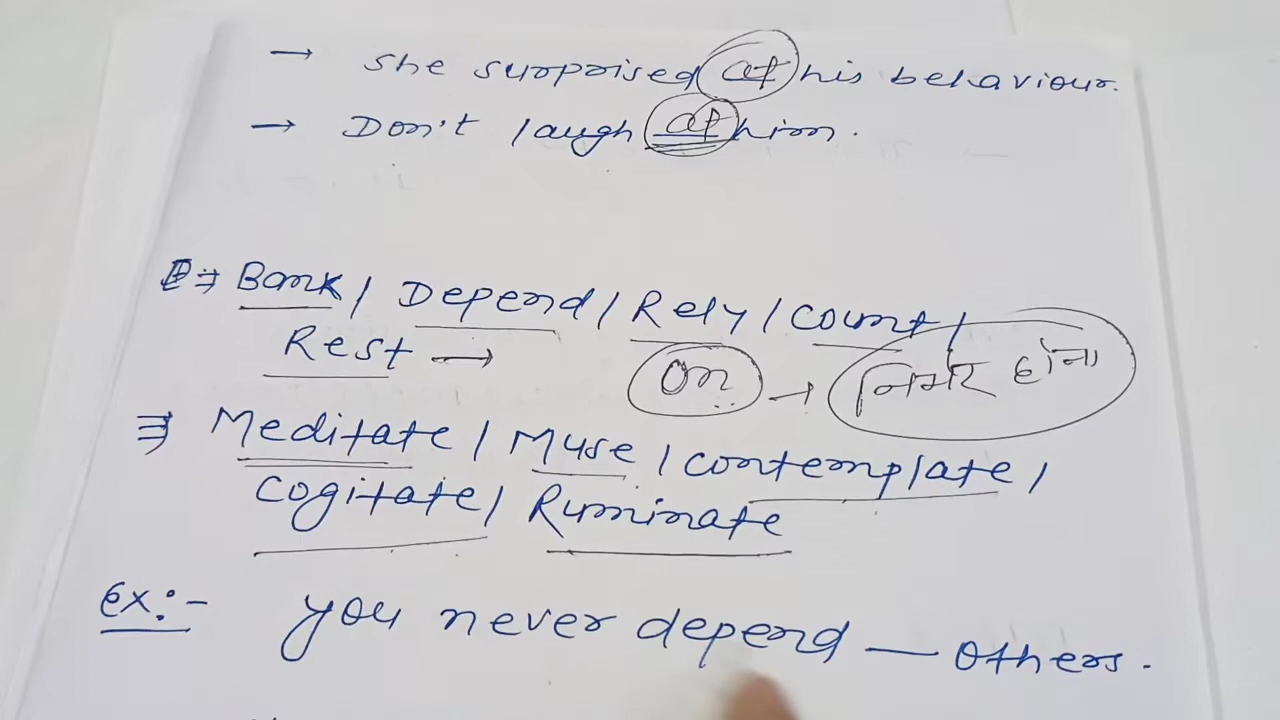 → She surprised at his behaviour.
→ Don't laugh at him.
⇒ Bank / Depend / Rely / Count /
Rest → On → निर्भर होना
⇒ Meditate / Muse / contemplate /
Cogitate / Ruminate
Ex:- You never depend — others.